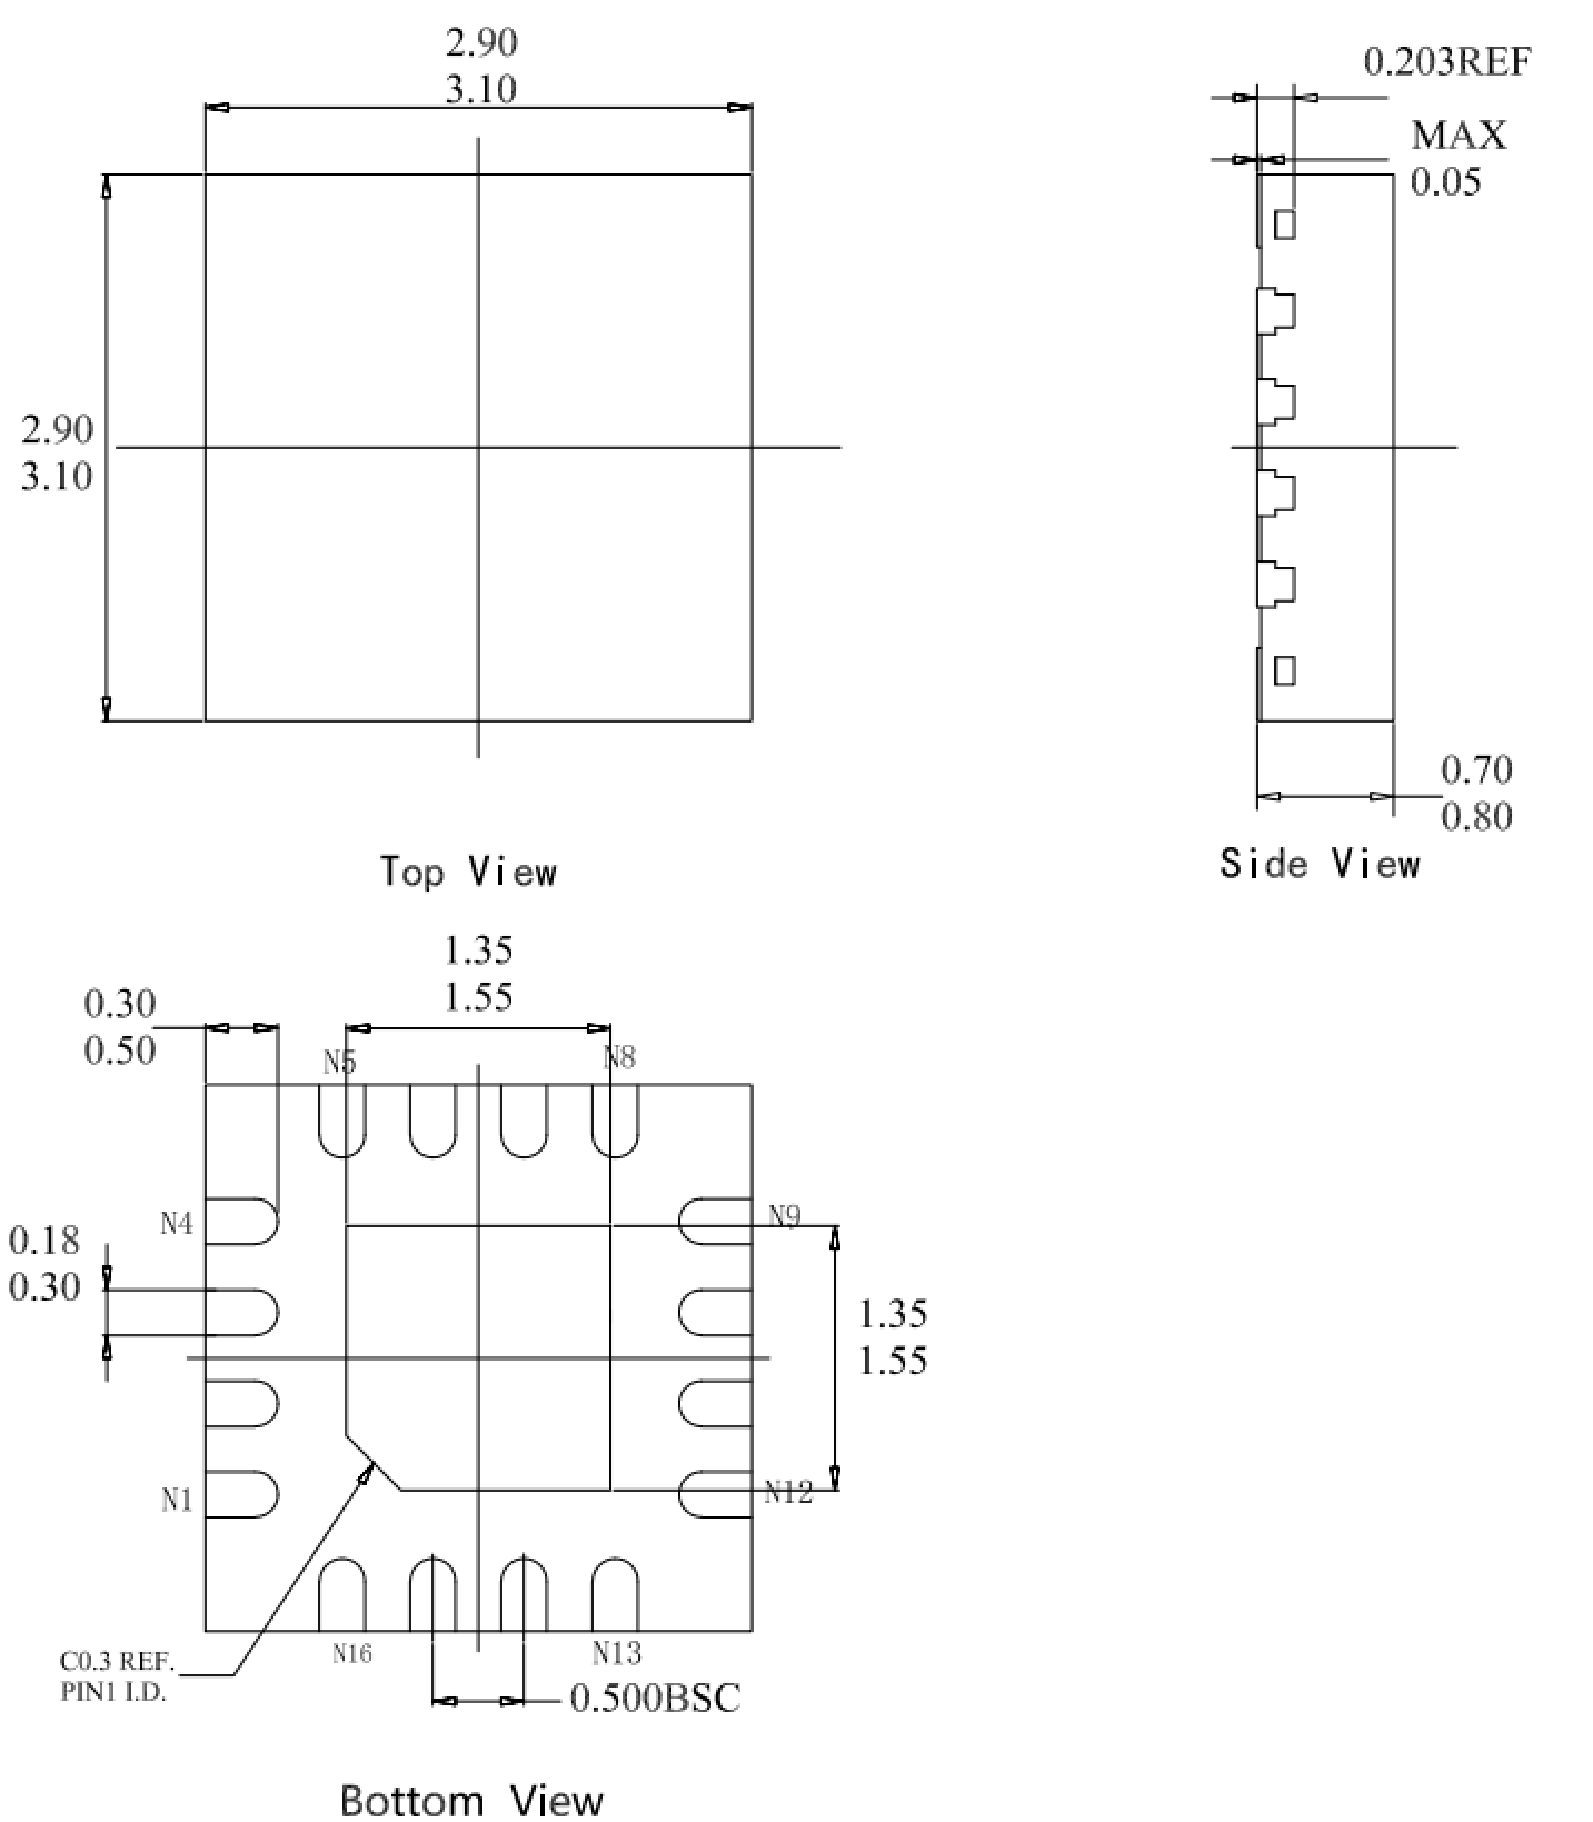 2.90
3.10
0.203REF
MAX
0.05
2.90
3.10
0.70
0.80
Top View
Side View
1.35
1.55
0.30
0.50
N5
N8
N4
N9
0.18
0.30
1.35
1.55
N1
N12
N16
N13
C0.3 REF.
PIN1 I.D.
0.500BSC
Bottom View